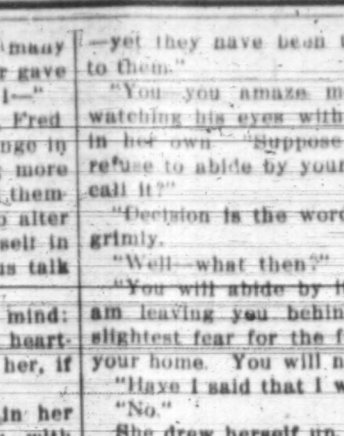 many
r gave
I—"
Fred
nge in
more
them-
o alter
self in
us talk
mind:
heart-
her, if
in her
with
—yet they have been t
to them."
"You—you amaze m
watching his eyes with
in her own "Suppose
refuse to abide by your
call it?"
"Decision is the word
grimly.
"Well—what then?"
"You will abide by it
am leaving you behin
slightest fear for the f
your home. You will n
"Have I said that I w
"No."
She drew herself up